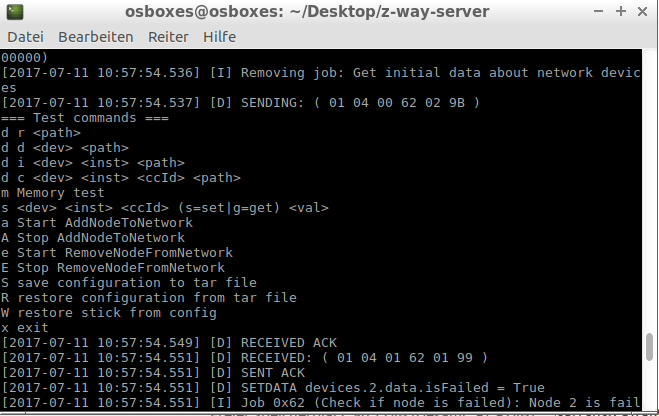 osboxes@osboxes: ~/Desktop/z-way-server
Datei Bearbeiten Reiter Hilfe
00000)
[2017-07-11 10:57:54.536] [I] Removing job: Get initial data about network devic
es
[2017-07-11 10:57:54.537] [D] SENDING: ( 01 04 00 62 02 9B )
=== Test commands ===
d r <path>
d d <dev> <path>
d i <dev> <inst> <path>
d c <dev> <inst> <ccId> <path>
m Memory test
s <dev> <inst> <ccId> (s=set|g=get) <val>
a Start AddNodeToNetwork
A Stop AddNodeToNetwork
e Start RemoveNodeFromNetwork
E Stop RemoveNodeFromNetwork
S save configuration to tar file
R restore configuration from tar file
W restore stick from config
x exit
[2017-07-11 10:57:54.549] [D] RECEIVED ACK
[2017-07-11 10:57:54.551] [D] RECEIVED: ( 01 04 01 62 01 99 )
[2017-07-11 10:57:54.551] [D] SENT ACK
[2017-07-11 10:57:54.551] [D] SETDATA devices.2.data.isFailed = True
[2017-07-11 10:57:54.551] [I] Job 0x62 (Check if node is failed): Node 2 is fail